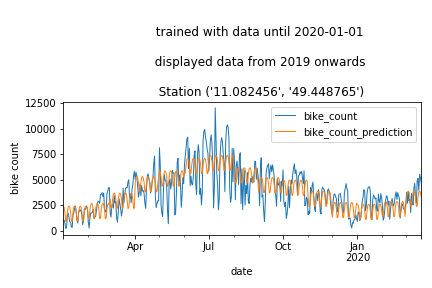 trained with data until 2020-01-01
displayed data from 2019 onwards
Station ('11.082456', '49.448765')
12500
10000
7500
5000
2500
0
bike count
bike_count
bike_count_prediction
Apr
Jul
Oct
Jan
2020
date